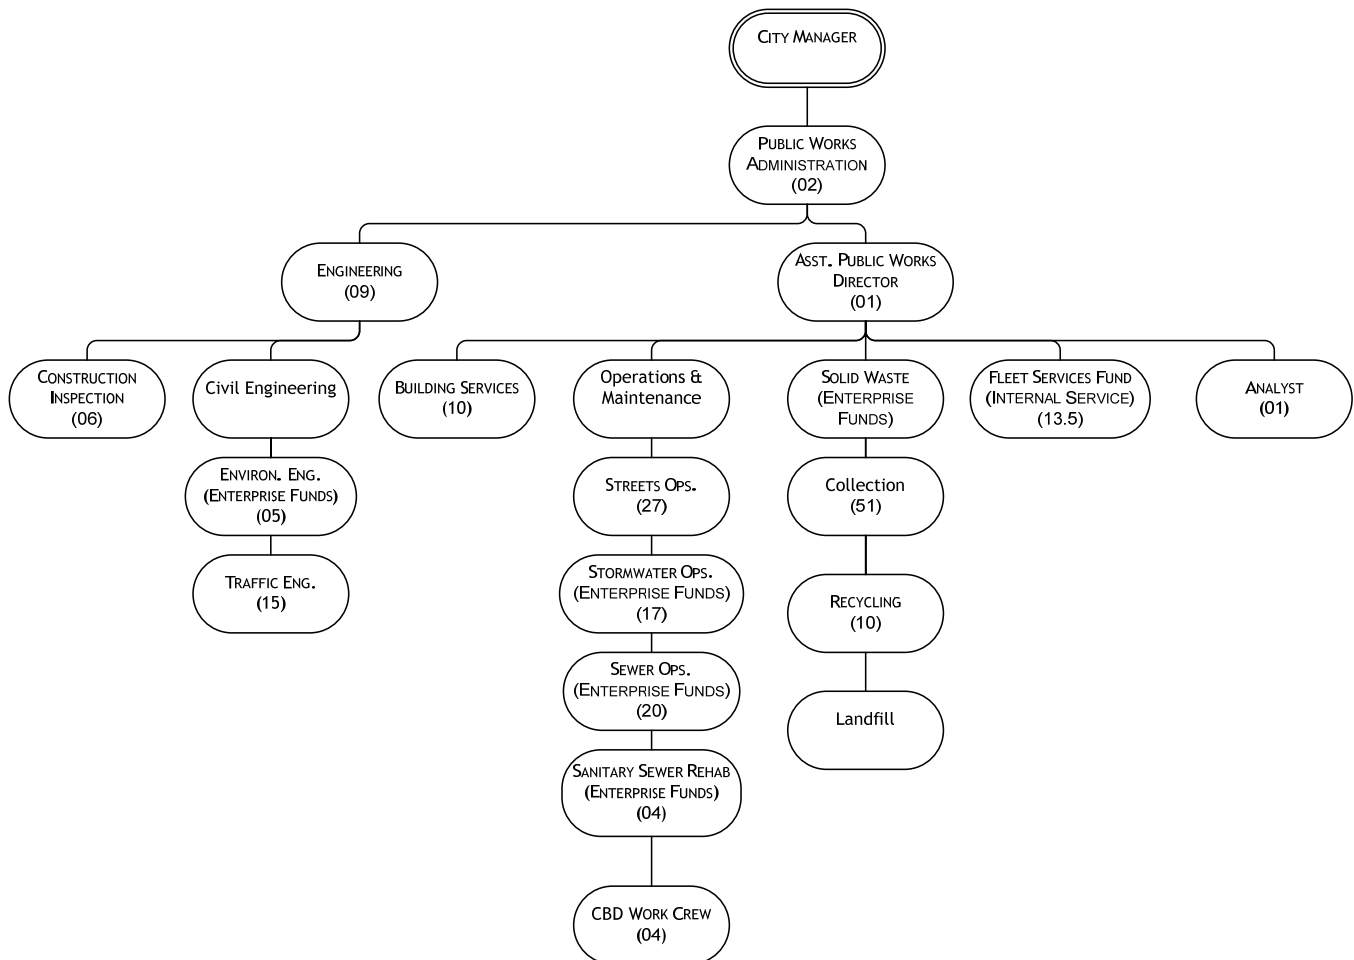 CITY MANAGER
PUBLIC WORKS
ADMINISTRATION
(02)
ENGINEERING
(09)
ASST. PUBLIC WORKS
DIRECTOR
(01)
CONSTRUCTION
INSPECTION
(06)
Civil Engineering
BUILDING SERVICES
(10)
Operations &
Maintenance
SOLID WASTE
(ENTERPRISE
FUNDS)
FLEET SERVICES FUND
(INTERNAL SERVICE)
(13.5)
ANALYST
(01)
ENVIRON. ENG.
(ENTERPRISE FUNDS)
(05)
STREETS OPS.
(27)
Collection
(51)
TRAFFIC ENG.
(15)
STORMWATER OPS.
(ENTERPRISE FUNDS)
(17)
RECYCLING
(10)
SEWER OPS.
(ENTERPRISE FUNDS)
(20)
Landfill
SANITARY SEWER REHAB
(ENTERPRISE FUNDS)
(04)
CBD WORK CREW
(04)